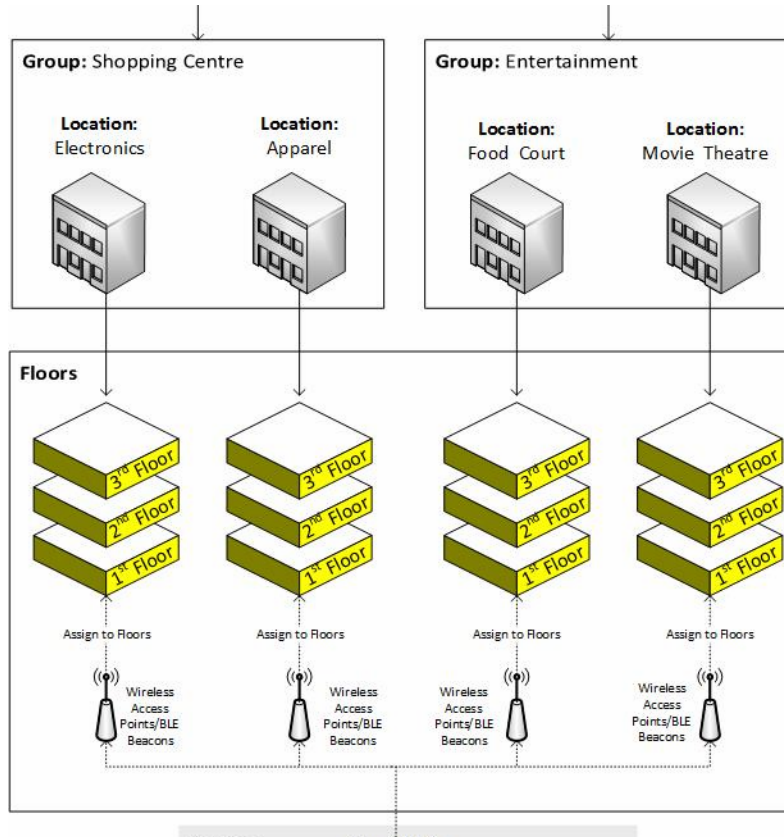 Group: Shopping Centre
Group: Entertainment
Location:
Electronics
Location:
Apparel
Location:
Food Court
Location:
Movie Theatre
Floors
3rd Floor
2nd Floor
1st Floor
3rd Floor
2nd Floor
1st Floor
3rd Floor
2nd Floor
1st Floor
3rd Floor
2nd Floor
1st Floor
Assign to Floors
Assign to Floors
Assign to Floors
Assign to Floors
Wireless
Access
Points/BLE
Beacons
Wireless
Access
Points/BLE
Beacons
Wireless
Access
Points/BLE
Beacons
Wireless
Access
Points/BLE
Beacons